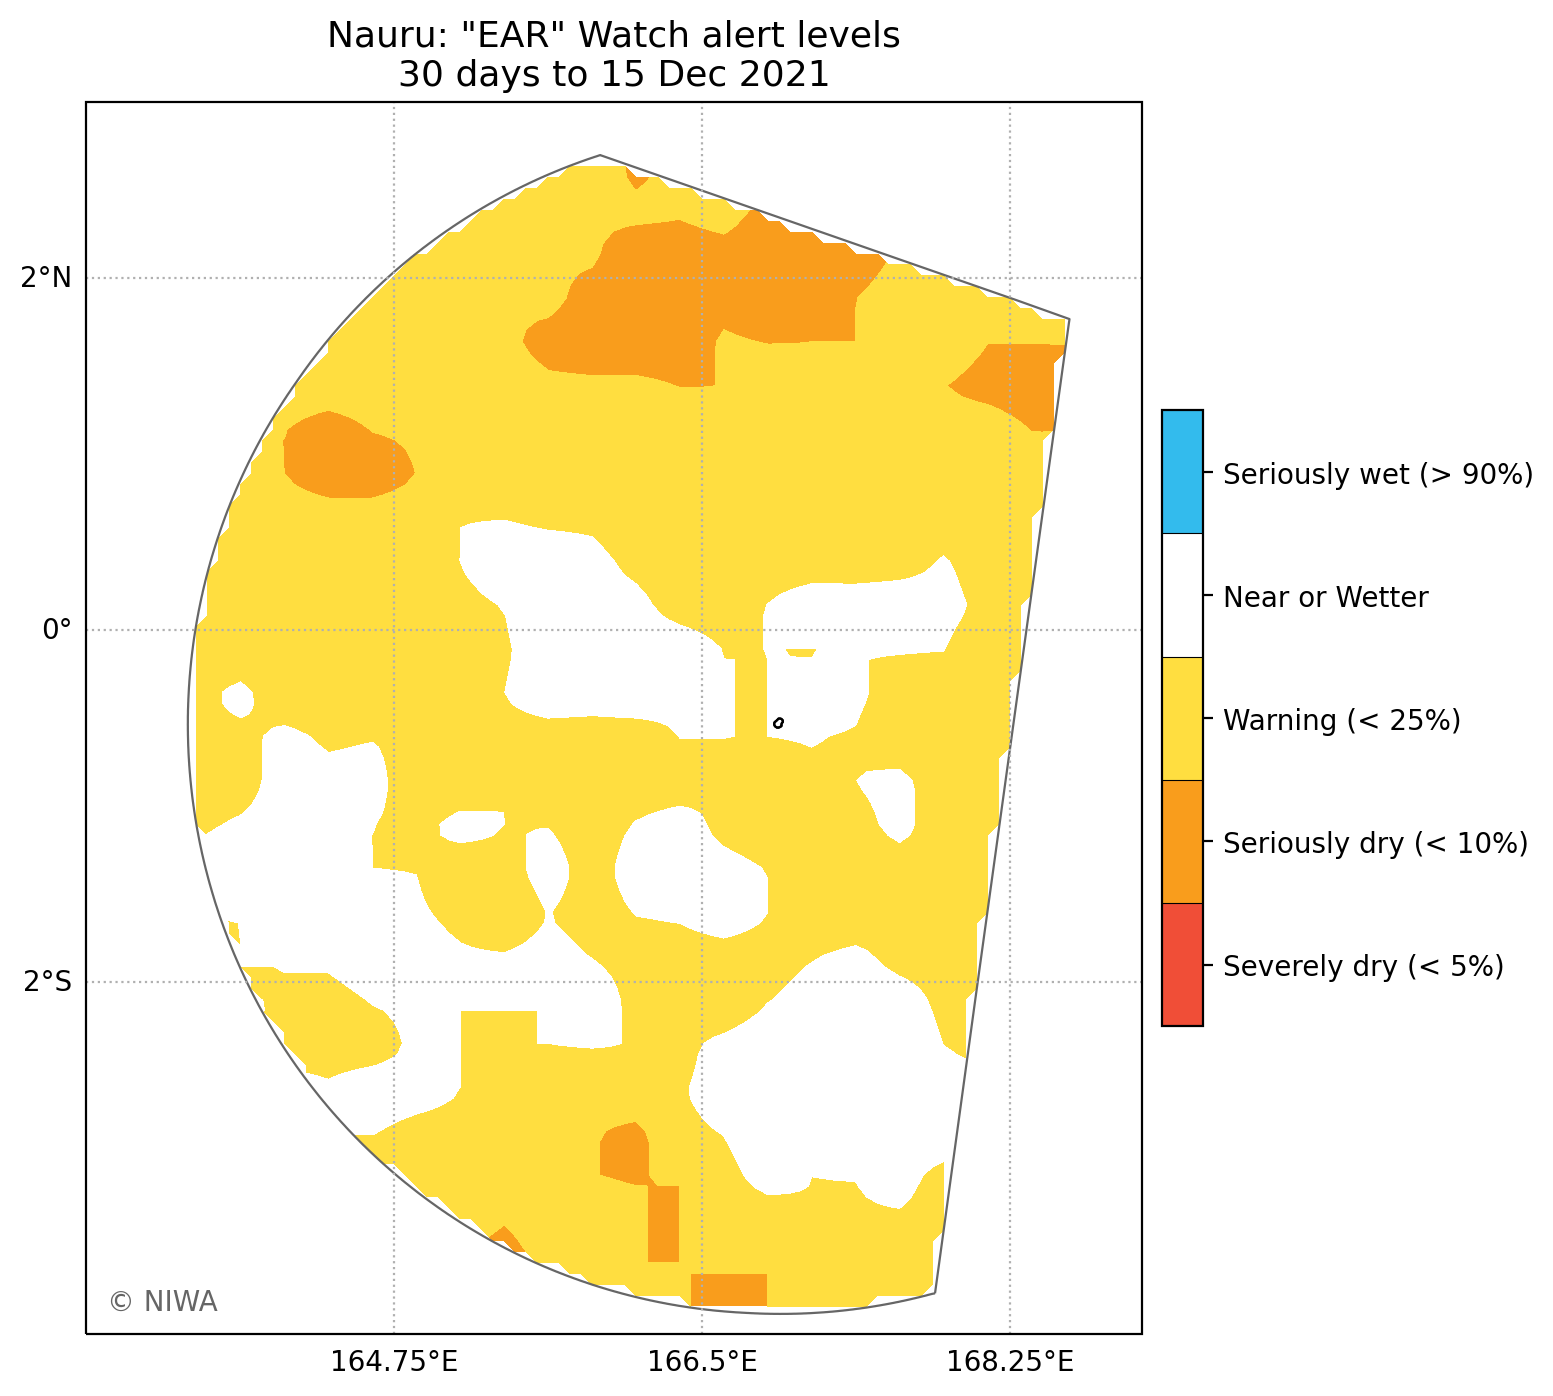 Nauru: "EAR" Watch alert levels
30 days to 15 Dec 2021
2°N
0°
2°S
164.75°E
166.5°E
168.25°E
Seriously wet (> 90%)
Near or Wetter
Warning (< 25%)
Seriously dry (< 10%)
Severely dry (< 5%)
© NIWA